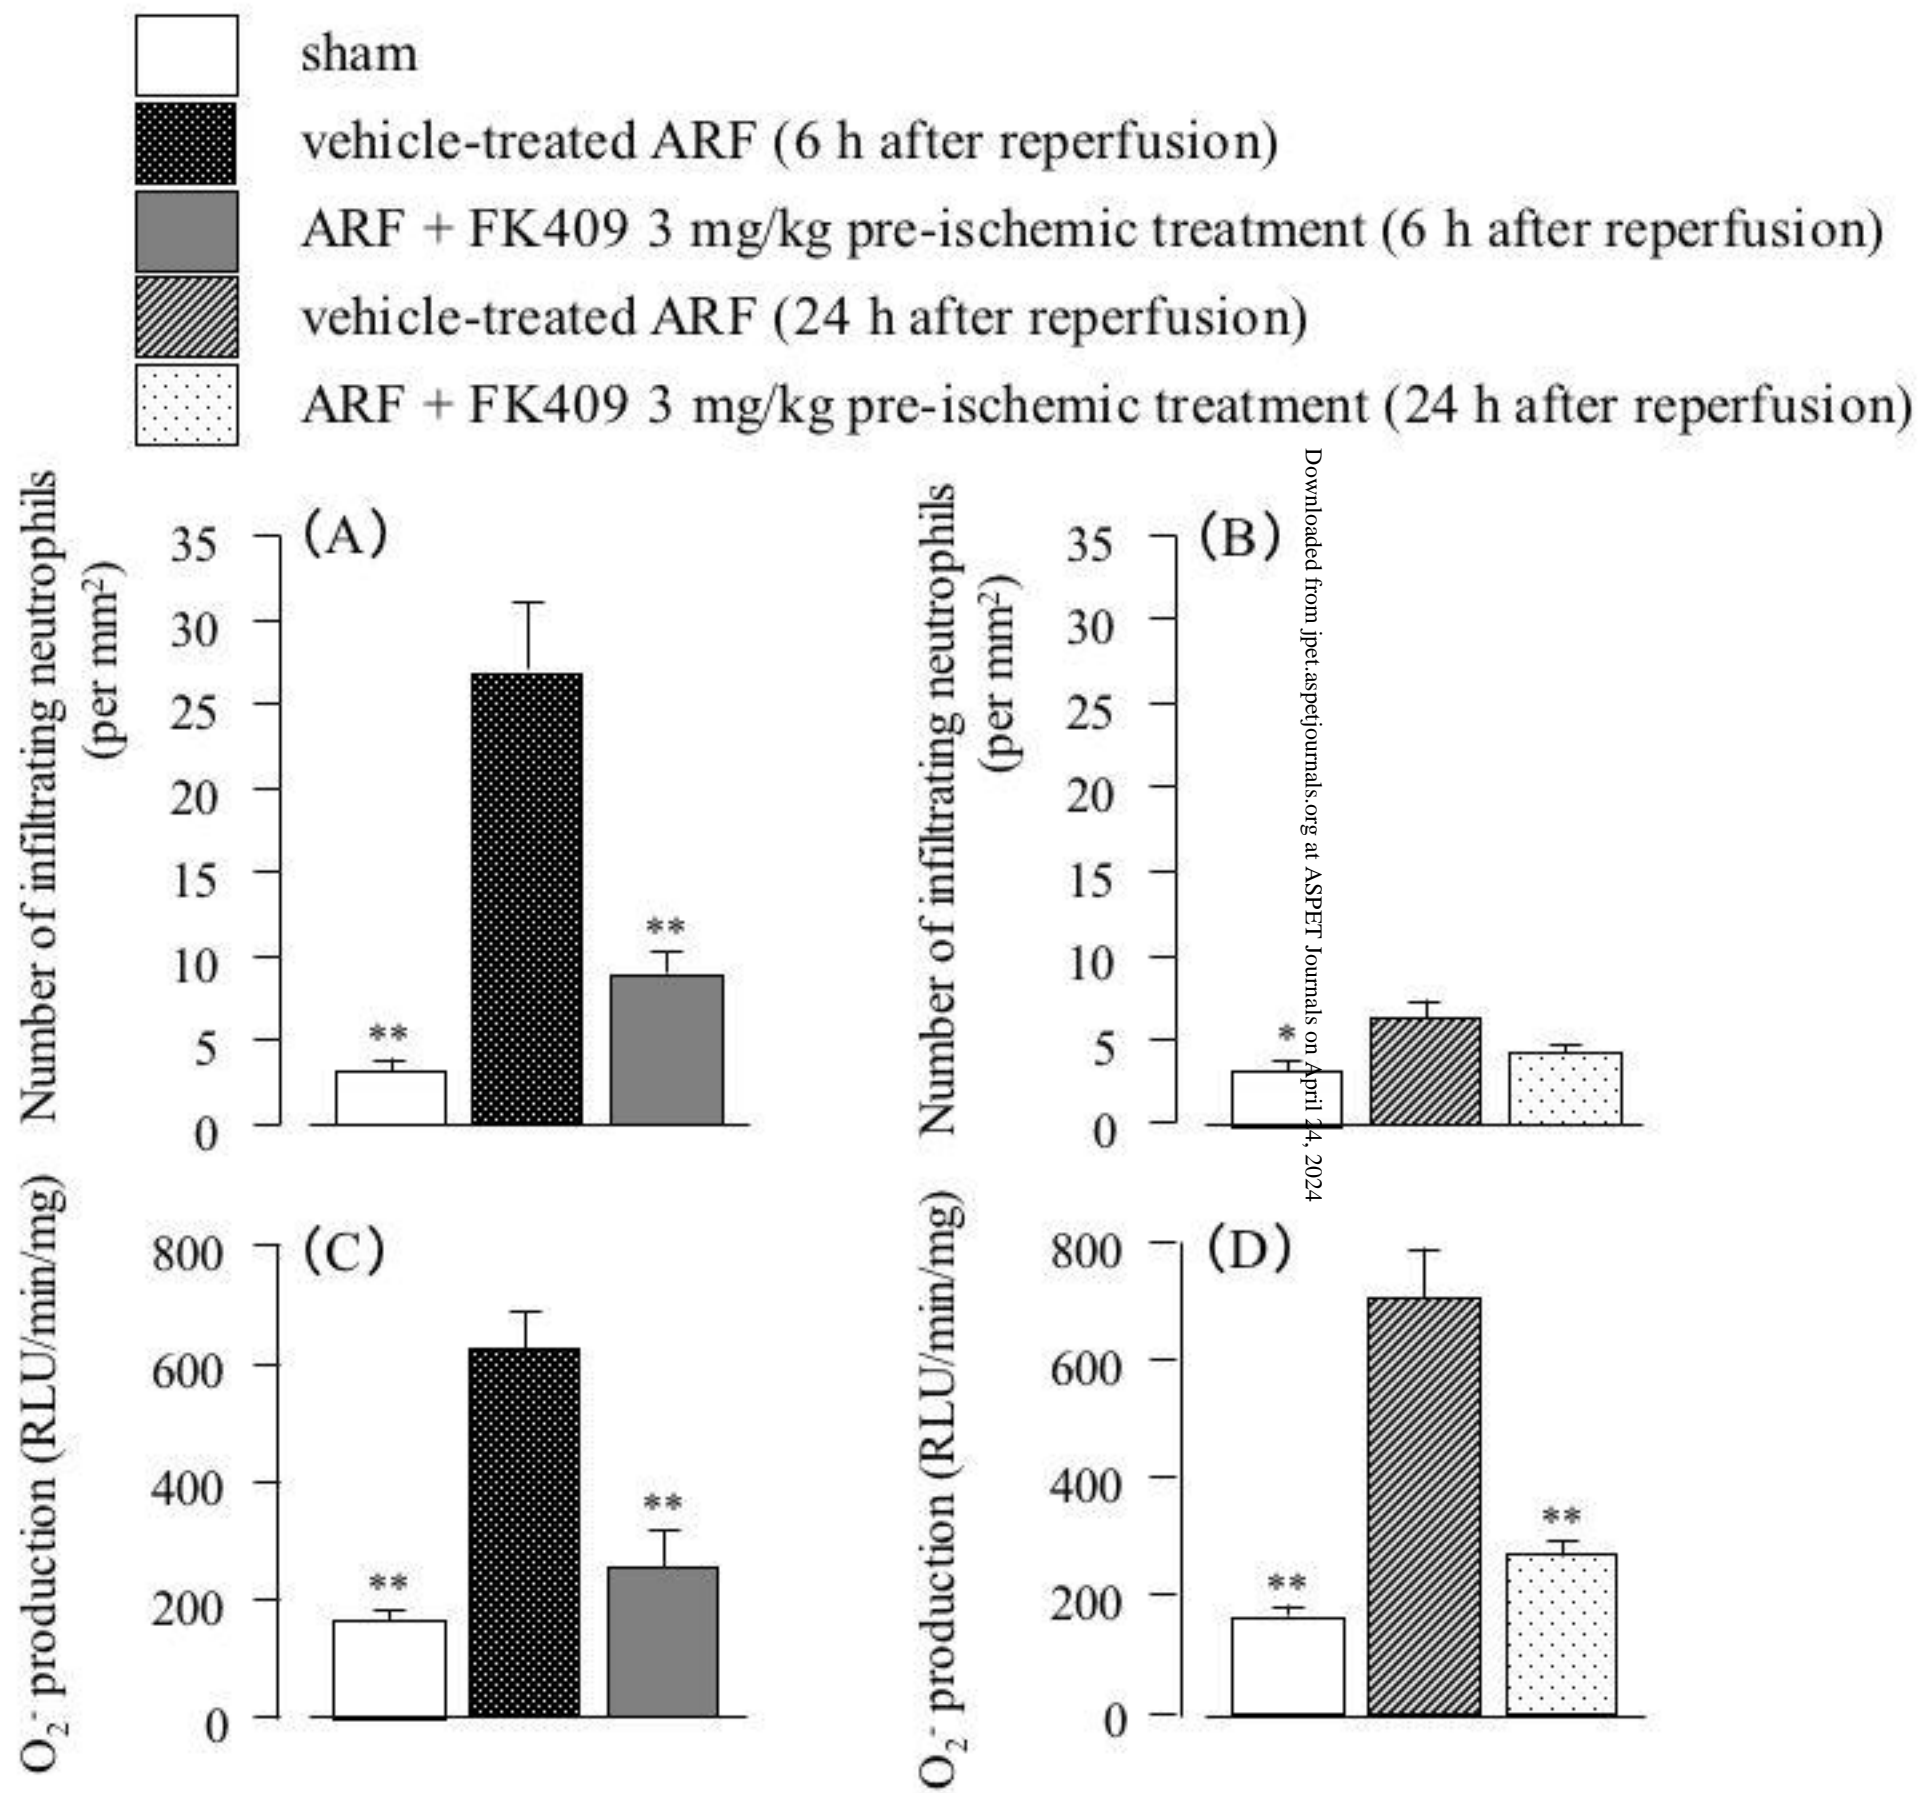 sham
vehicle-treated ARF (6 h after reperfusion)
ARF + FK409 3 mg/kg pre-ischemic treatment (6 h after reperfusion)
vehicle-treated ARF (24 h after reperfusion)
ARF + FK409 3 mg/kg pre-ischemic treatment (24 h after reperfusion)
Number of infiltrating neutrophils
(per mm²)
(A)
35
30
25
20
15
10
5
0
**
**
Number of infiltrating neutrophils
(per mm²)
(B)
35
30
25
20
15
10
5
0
*
Downloaded from jpet.aspetjournals.org at ASPET Journals on April 24, 2024
O₂⁻ production (RLU/min/mg)
(C)
800
600
400
200
0
**
**
O₂⁻ production (RLU/min/mg)
(D)
800
600
400
200
0
**
**